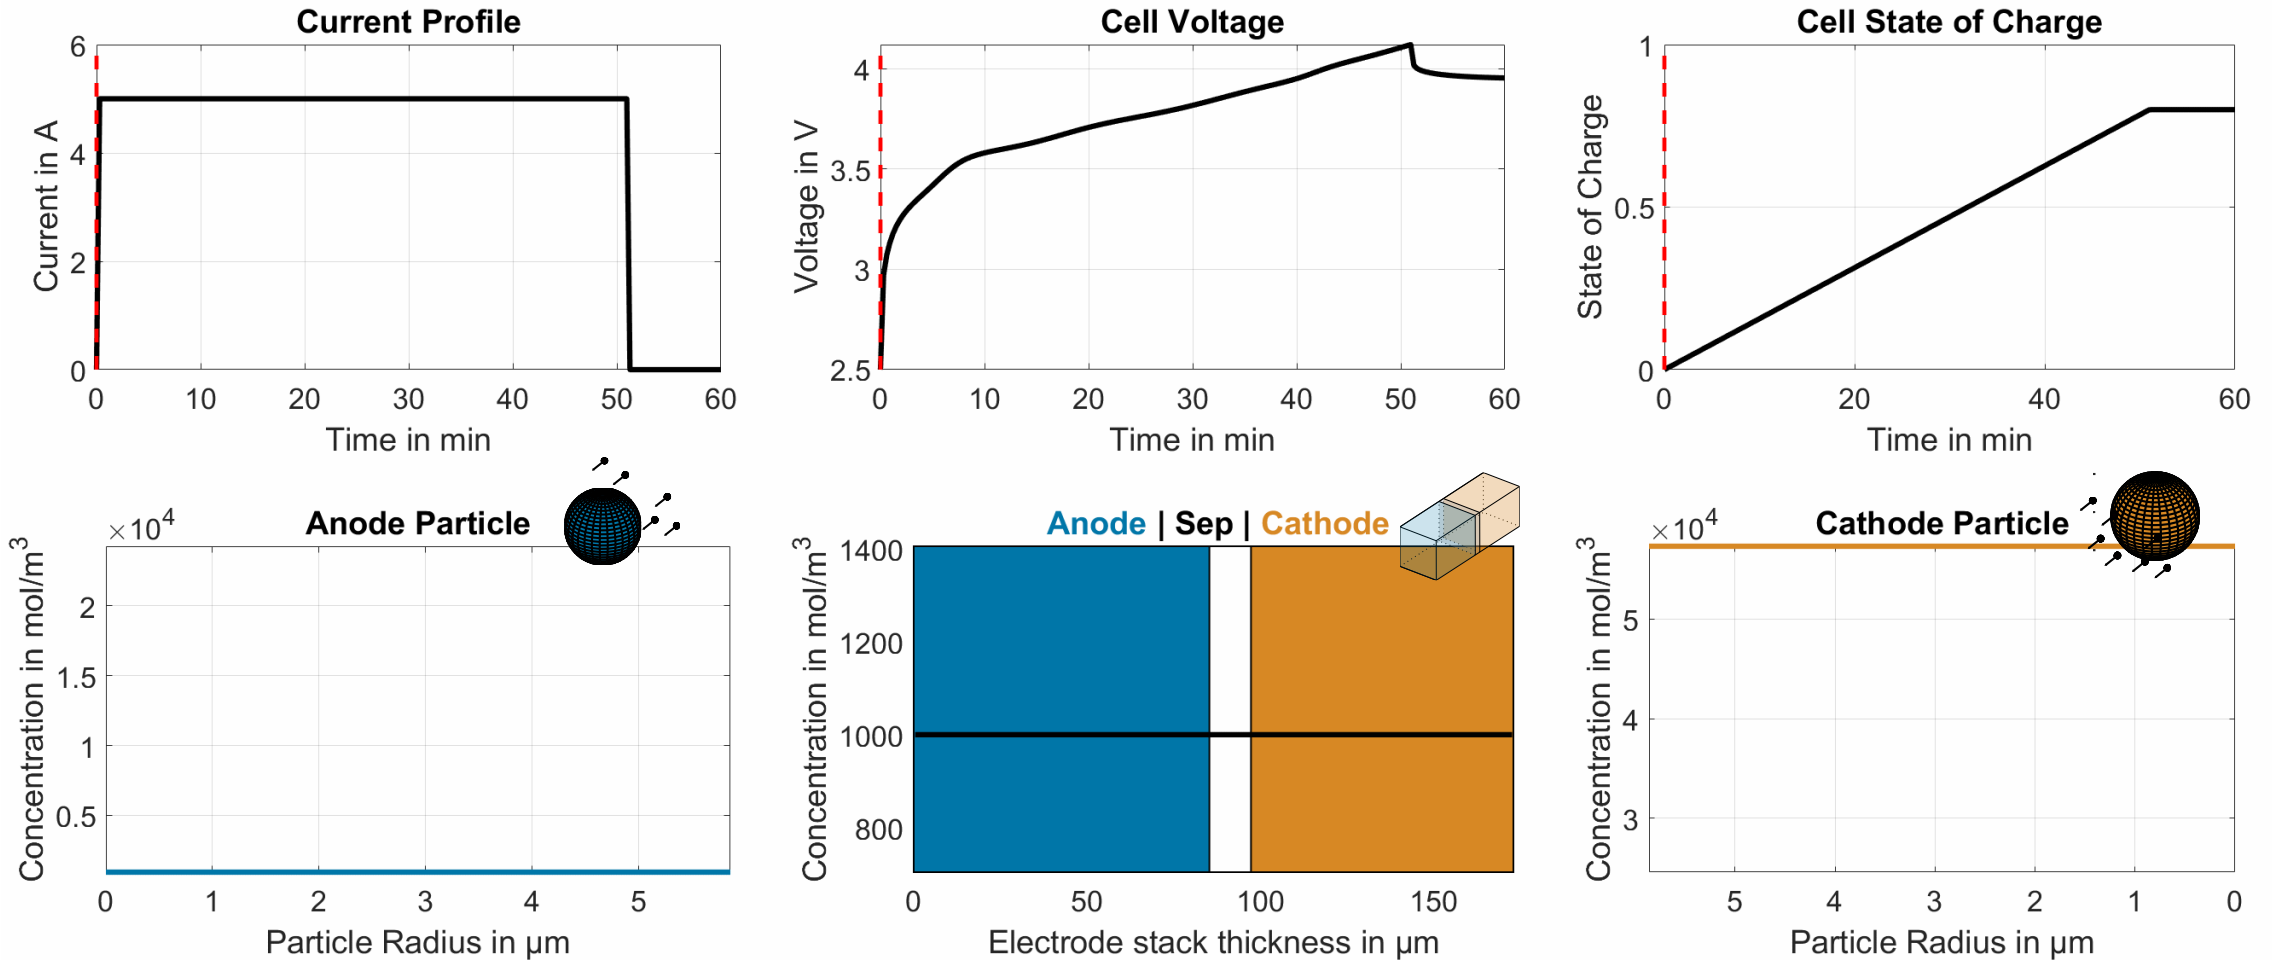 Current Profile
Current in A
6
4
2
0
0 10 20 30 40 50 60
Time in min
Cell Voltage
Voltage in V
4
3.5
3
2.5
0 10 20 30 40 50 60
Time in min
Cell State of Charge
State of Charge
1
0.5
0
0 20 40 60
Time in min
Anode Particle
×10⁴
Concentration in mol/m³
2
1.5
1
0.5
0 1 2 3 4 5
Particle Radius in µm
Anode | Sep | Cathode
Concentration in mol/m³
1400
1200
1000
800
0 50 100 150
Electrode stack thickness in µm
Cathode Particle
×10⁴
Concentration in mol/m³
5
4
3
5 4 3 2 1 0
Particle Radius in µm